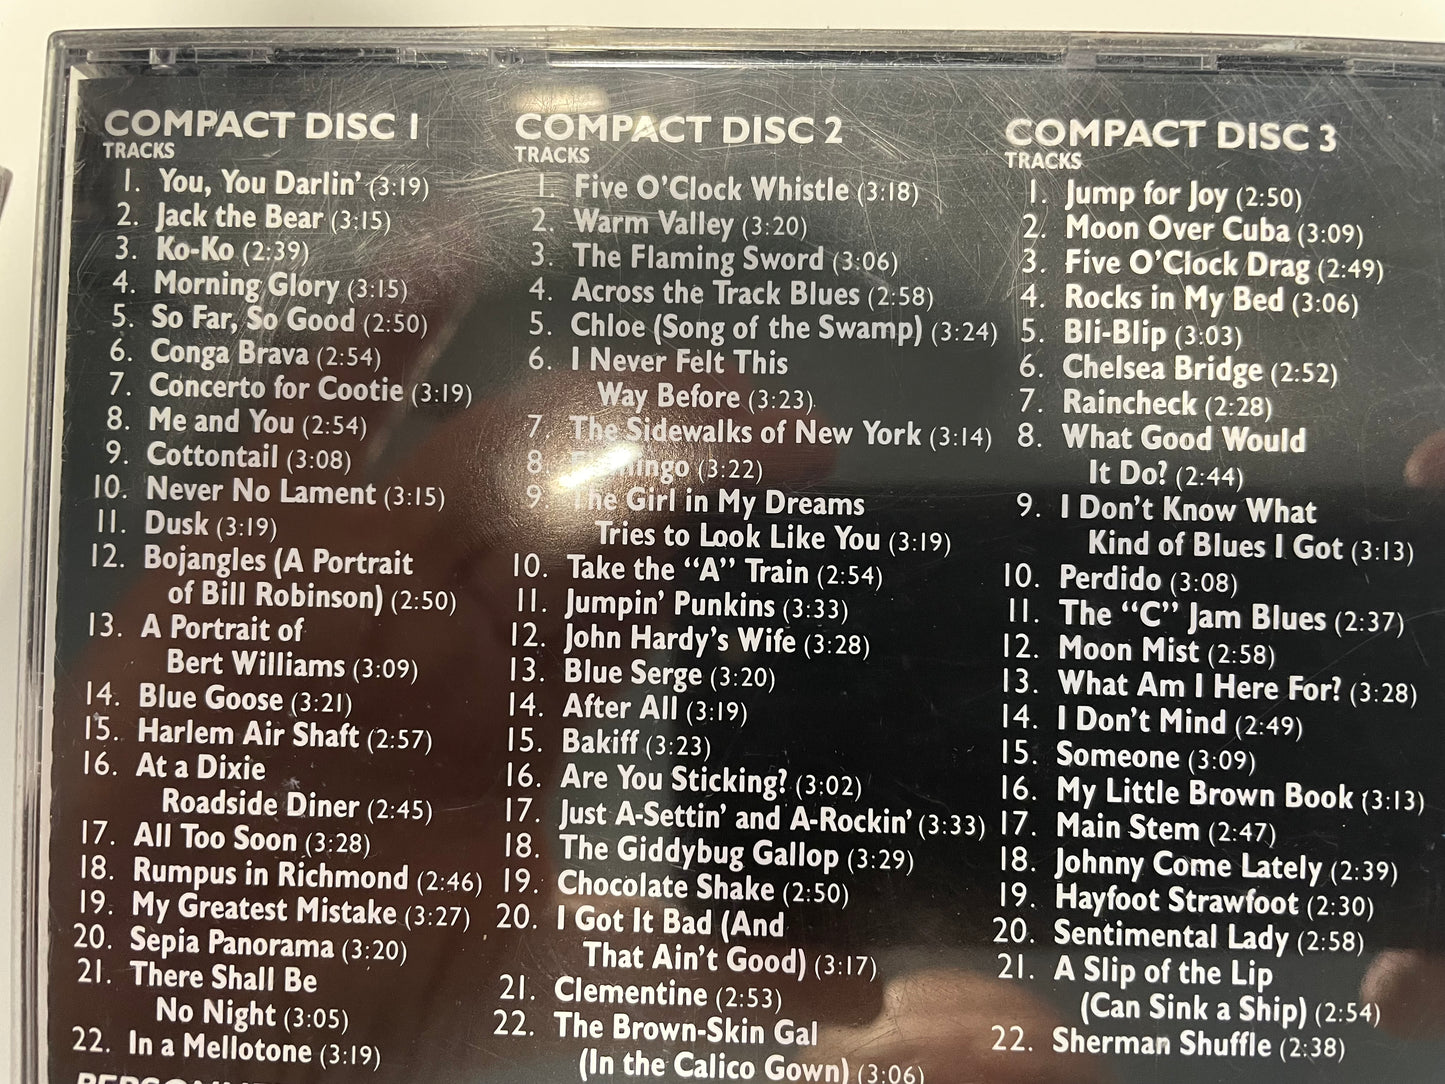 COMPACT DISC 1
TRACKS
1. You, You Darlin' (3:19)
2. Jack the Bear (3:15)
3. Ko-Ko (2:39)
4. Morning Glory (3:15)
5. So Far, So Good (2:50)
6. Conga Brava (2:54)
7. Concerto for Cootie (3:19)
8. Me and You (2:54)
9. Cottontail (3:08)
10. Never No Lament (3:15)
11. Dusk (3:19)
12. Bojangles (A Portrait
of Bill Robinson) (2:50)
13. A Portrait of
Bert Williams (3:09)
14. Blue Goose (3:21)
15. Harlem Air Shaft (2:57)
16. At a Dixie
Roadside Diner (2:45)
17. All Too Soon (3:28)
18. Rumpus in Richmond (2:46)
19. My Greatest Mistake (3:27)
20. Sepia Panorama (3:20)
21. There Shall Be
No Night (3:05)
22. In a Mellotone (3:19)
COMPACT DISC 2
TRACKS
1. Five O'Clock Whistle (3:18)
2. Warm Valley (3:20)
3. The Flaming Sword (3:06)
4. Across the Track Blues (2:58)
5. Chloe (Song of the Swamp) (3:24)
6. I Never Felt This
Way Before (3:23)
7. The Sidewalks of New York (3:14)
8. Flamingo (3:22)
9. The Girl in My Dreams
Tries to Look Like You (3:19)
10. Take the "A" Train (2:54)
11. Jumpin' Punkins (3:33)
12. John Hardy's Wife (3:28)
13. Blue Serge (3:20)
14. After All (3:19)
15. Bakiff (3:23)
16. Are You Sticking? (3:02)
17. Just A-Settin' and A-Rockin' (3:33)
18. The Giddybug Gallop (3:29)
19. Chocolate Shake (2:50)
20. I Got It Bad (And
That Ain't Good) (3:17)
21. Clementine (2:53)
22. The Brown-Skin Gal
(In the Calico Gown) (3:06)
COMPACT DISC 3
TRACKS
1. Jump for Joy (2:50)
2. Moon Over Cuba (3:09)
3. Five O'Clock Drag (2:49)
4. Rocks in My Bed (3:06)
5. Bli-Blip (3:03)
6. Chelsea Bridge (2:52)
7. Raincheck (2:28)
8. What Good Would
It Do? (2:44)
9. I Don't Know What
Kind of Blues I Got (3:13)
10. Perdido (3:08)
11. The "C" Jam Blues (2:37)
12. Moon Mist (2:58)
13. What Am I Here For? (3:28)
14. I Don't Mind (2:49)
15. Someone (3:09)
16. My Little Brown Book (3:13)
17. Main Stem (2:47)
18. Johnny Come Lately (2:39)
19. Hayfoot Strawfoot (2:30)
20. Sentimental Lady (2:58)
21. A Slip of the Lip
(Can Sink a Ship) (2:54)
22. Sherman Shuffle (2:38)